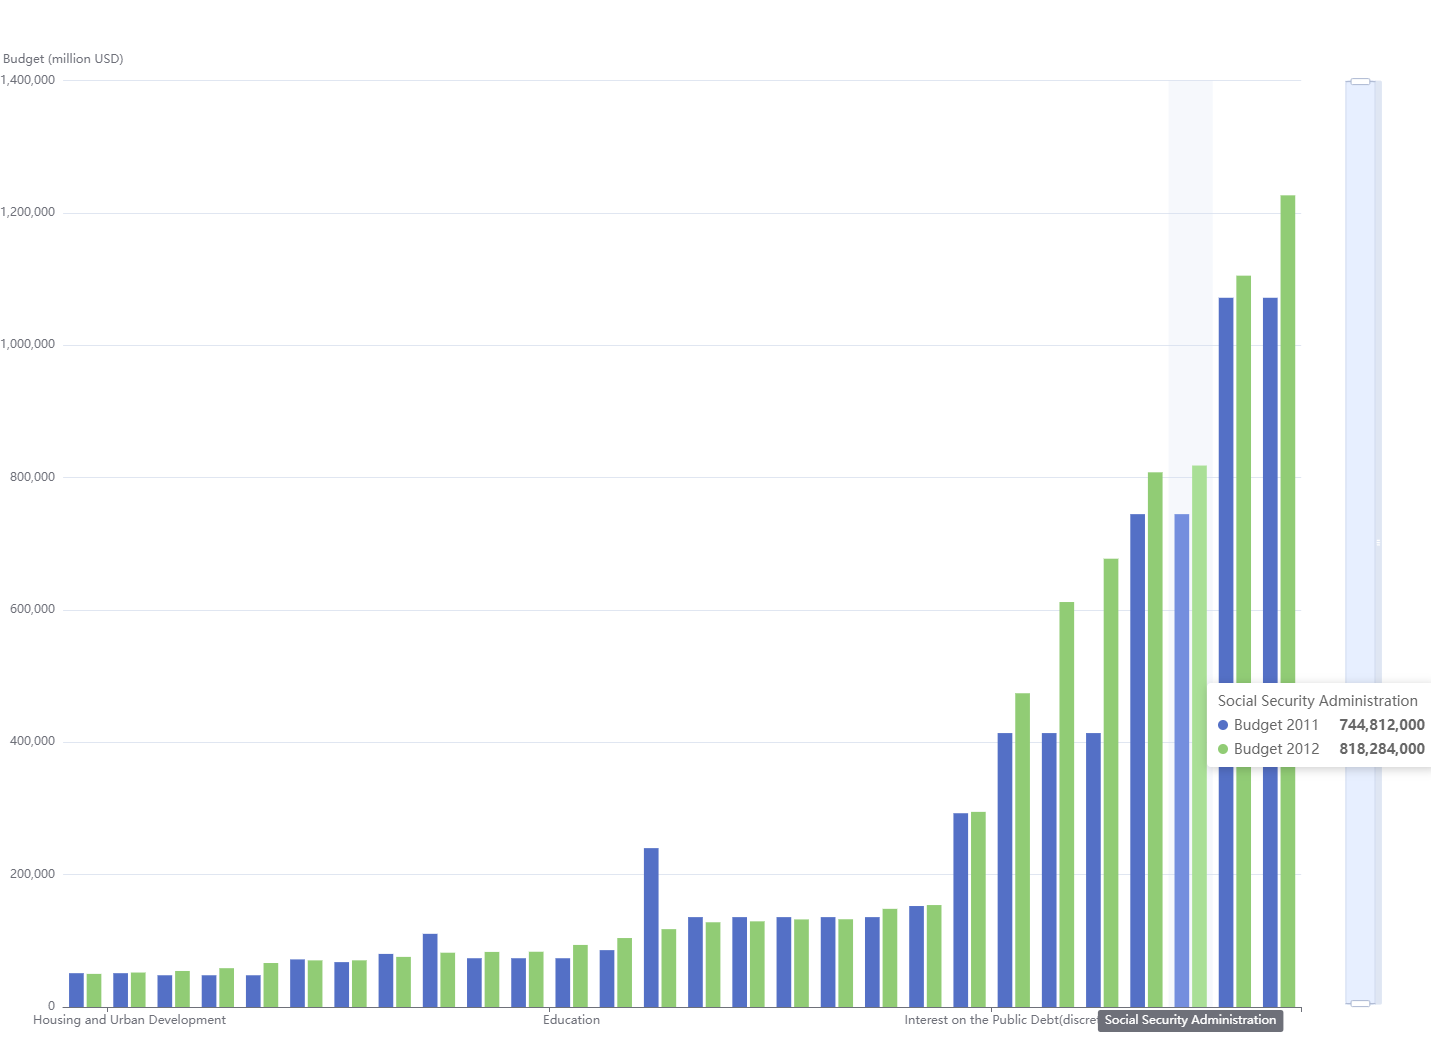 Budget (million USD)
1,400,000
1,200,000
1,000,000
800,000
600,000
400,000
200,000
0
Social Security Administration
Budget 2011 744,812,000
Budget 2012 818,284,000
Housing and Urban Development
Education
Interest on the Public Debt(discre
Social Security Administration